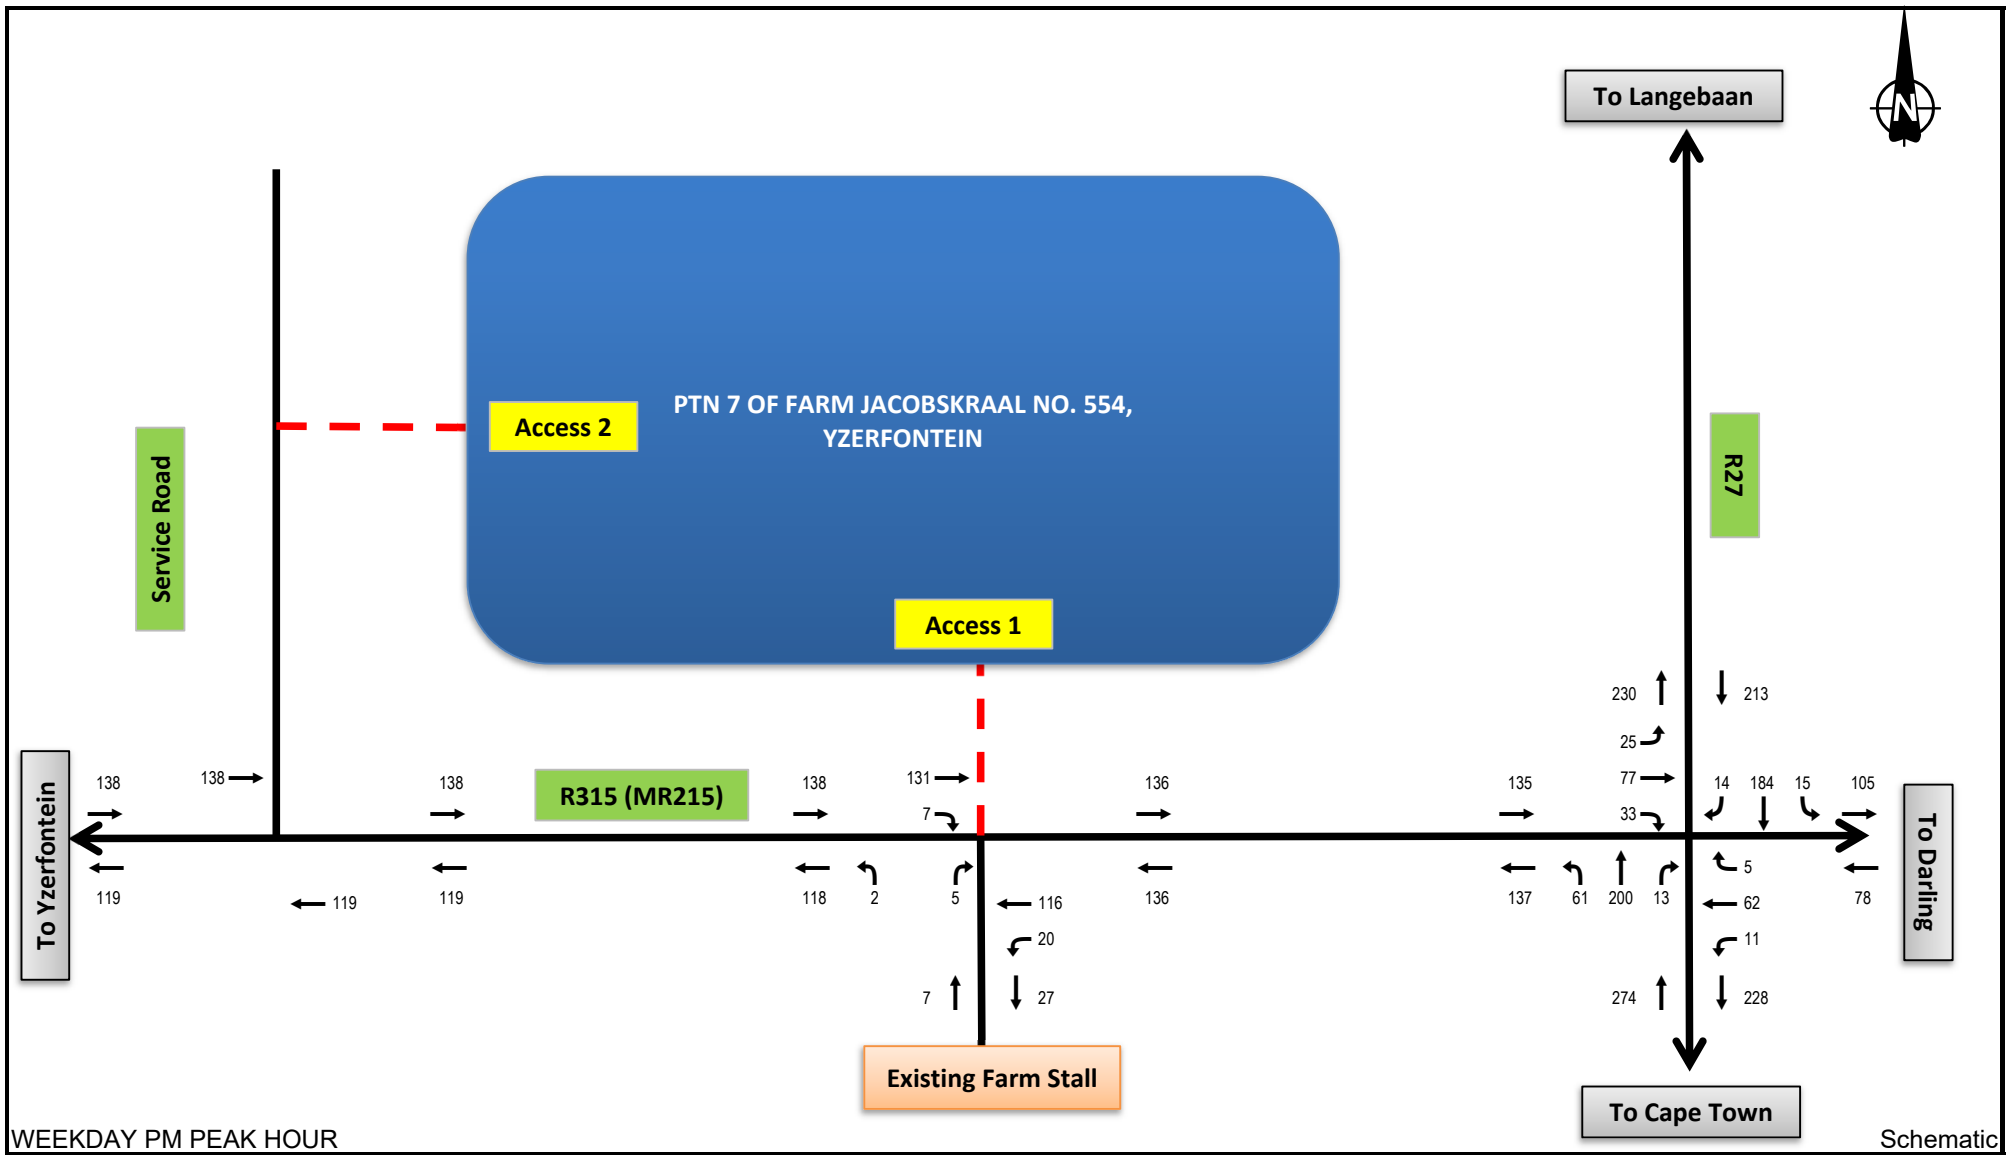 To Langebaan
N
PTN 7 OF FARM JACOBSKRAAL NO. 554,
YZERFONTEIN
Access 2
Service Road
R27
Access 1
230
213
25
138
138
138
R315 (MR215)
138
131
136
135
77
14
184
15
105
7
33
To Yzerfontein
To Darling
119
119
119
118
2
5
116
136
137
61
200
13
5
62
78
20
11
7
27
274
228
Existing Farm Stall
To Cape Town
WEEKDAY PM PEAK HOUR
Schematic